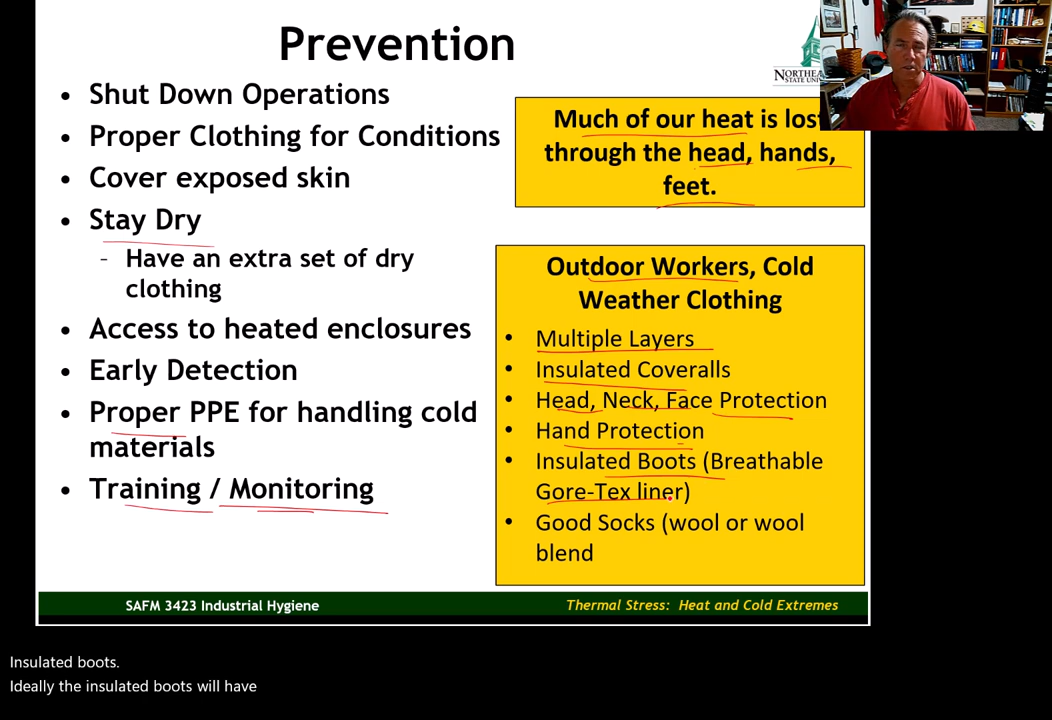 Prevention
• Shut Down Operations
• Proper Clothing for Conditions
• Cover exposed skin
• Stay Dry
– Have an extra set of dry
clothing
• Access to heated enclosures
• Early Detection
• Proper PPE for handling cold
materials
• Training / Monitoring
Much of our heat is lost
through the head, hands,
feet.
Outdoor Workers, Cold
Weather Clothing
• Multiple Layers
• Insulated Coveralls
• Head, Neck, Face Protection
• Hand Protection
• Insulated Boots (Breathable
Gore-Tex liner)
• Good Socks (wool or wool
blend
SAFM 3423 Industrial Hygiene
Thermal Stress: Heat and Cold Extremes
Insulated boots.
Ideally the insulated boots will have